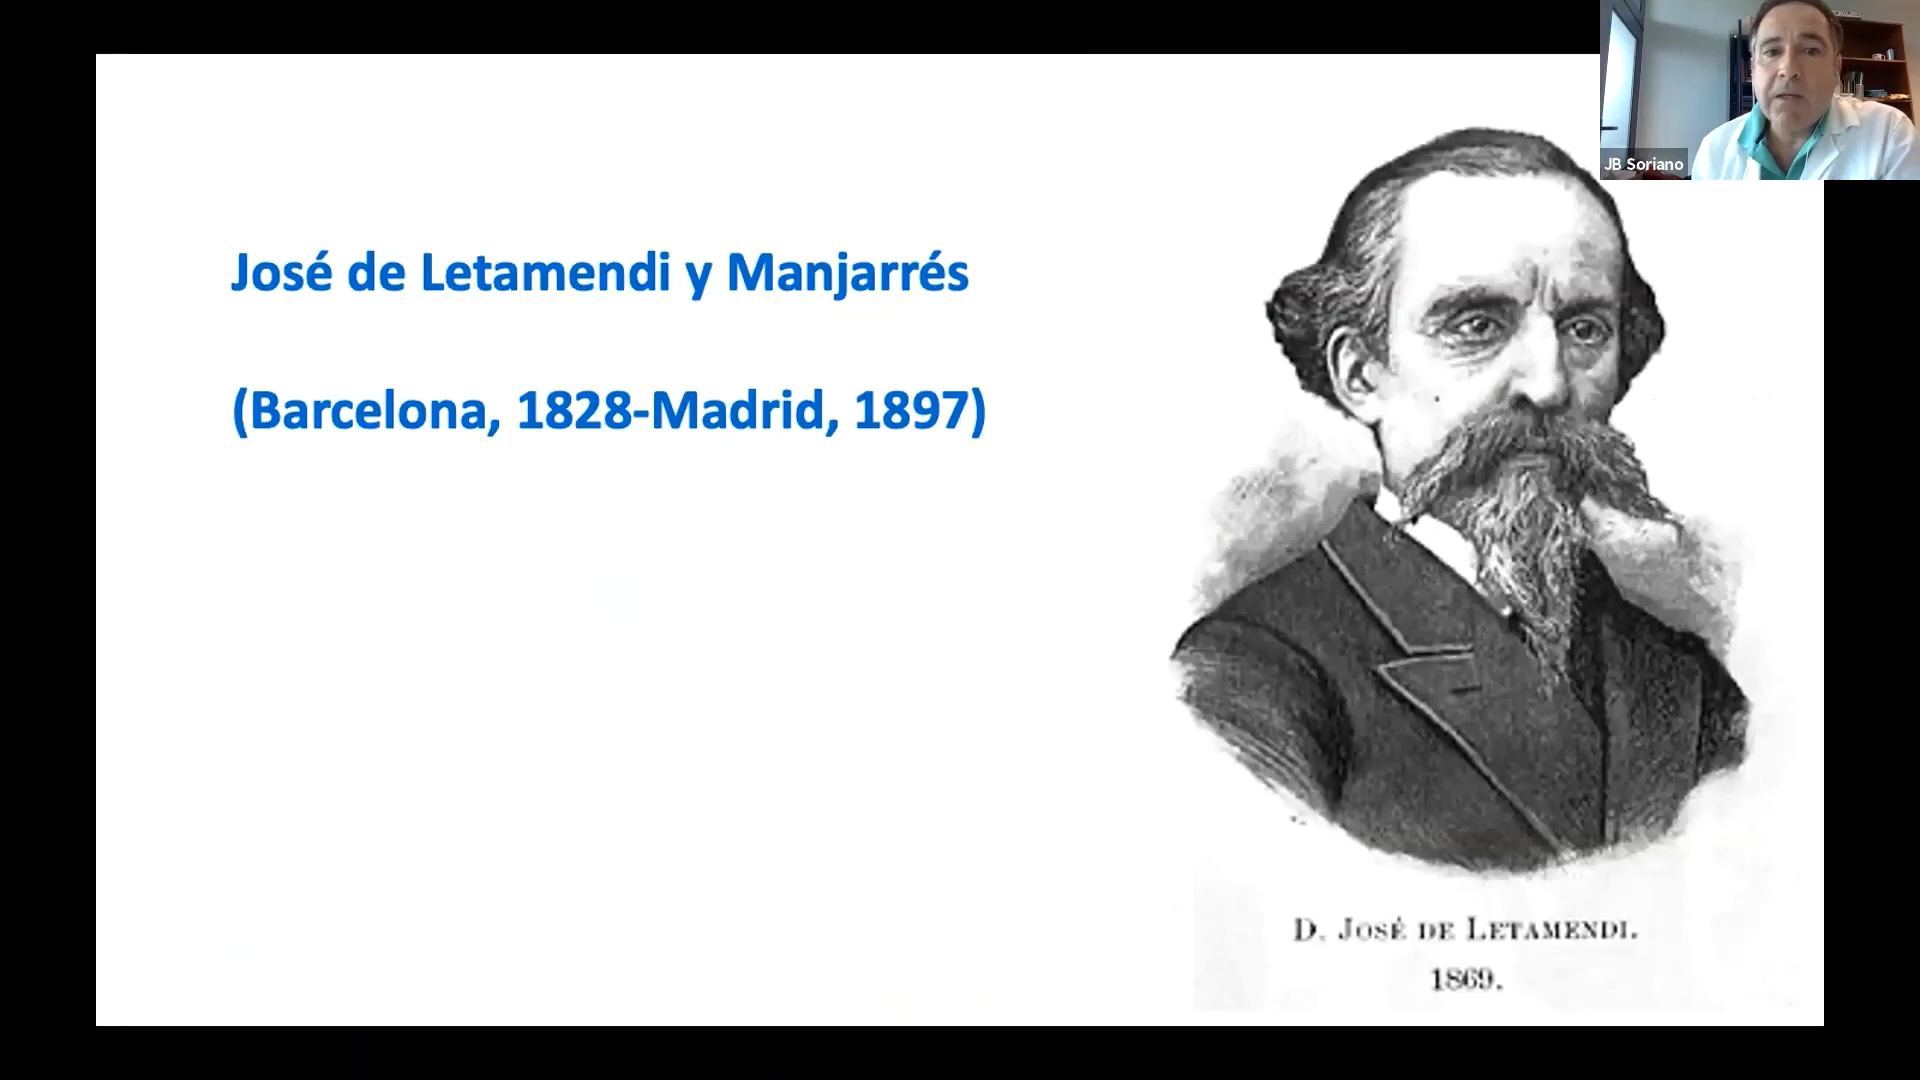 JB Soriano
José de Letamendi y Manjarrés
(Barcelona, 1828-Madrid, 1897)
D. José de Letamendi.
1869.